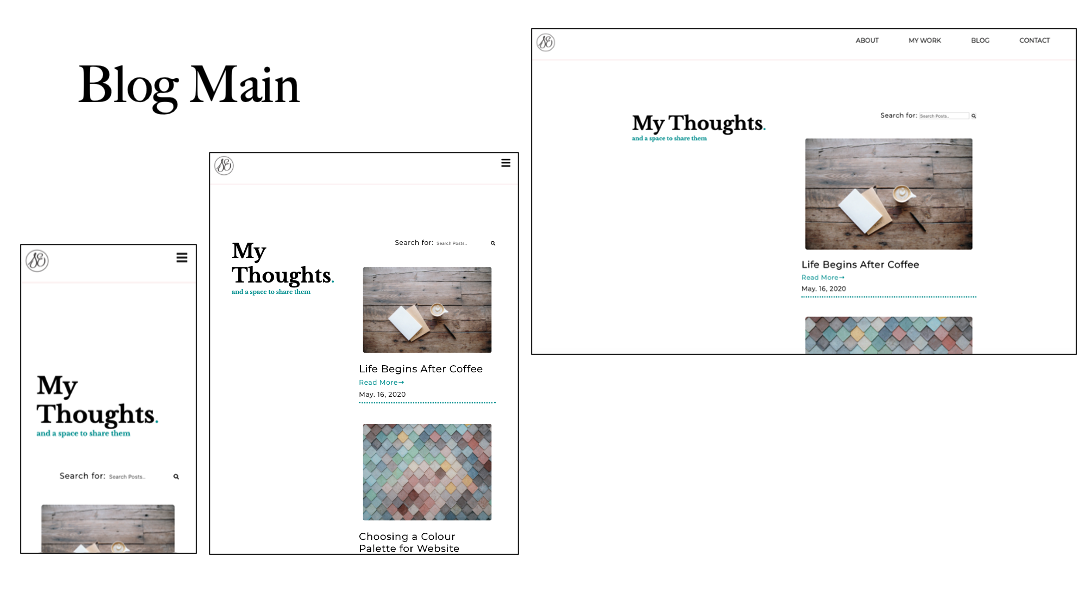 Blog Main
My
Thoughts.
and a space to share them
Search for: Search Posts..
My
Thoughts.
and a space to share them
Search for: Search Posts..
Life Begins After Coffee
Read More→
May. 16, 2020
Choosing a Colour
Palette for Website
ABOUT MY WORK BLOG CONTACT
My Thoughts.
and a space to share them
Search for: Search Posts..
Life Begins After Coffee
Read More→
May. 16, 2020